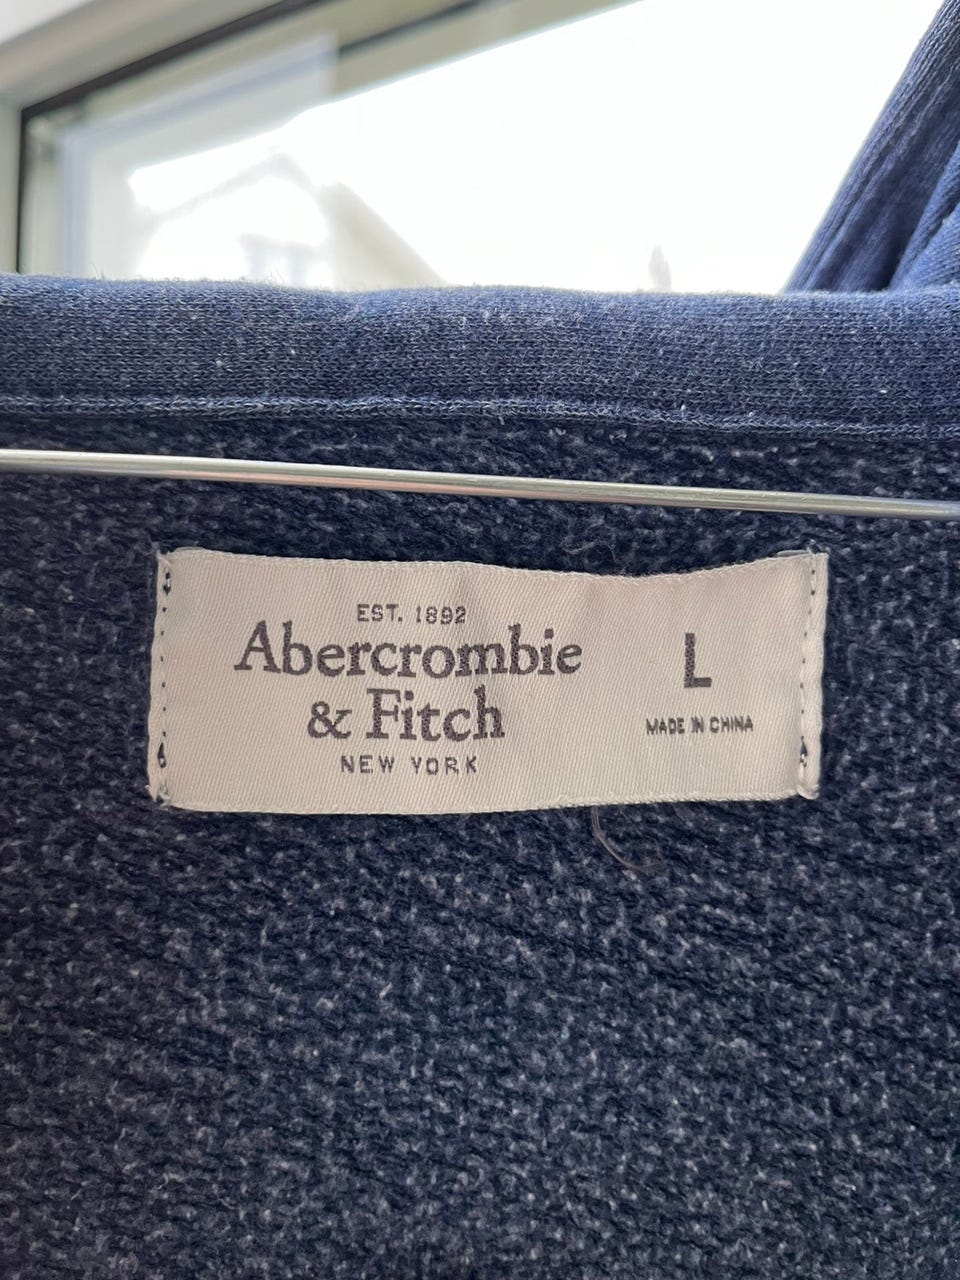 EST. 1892
Abercrombie
& Fitch
NEW YORK
L
MADE IN CHINA